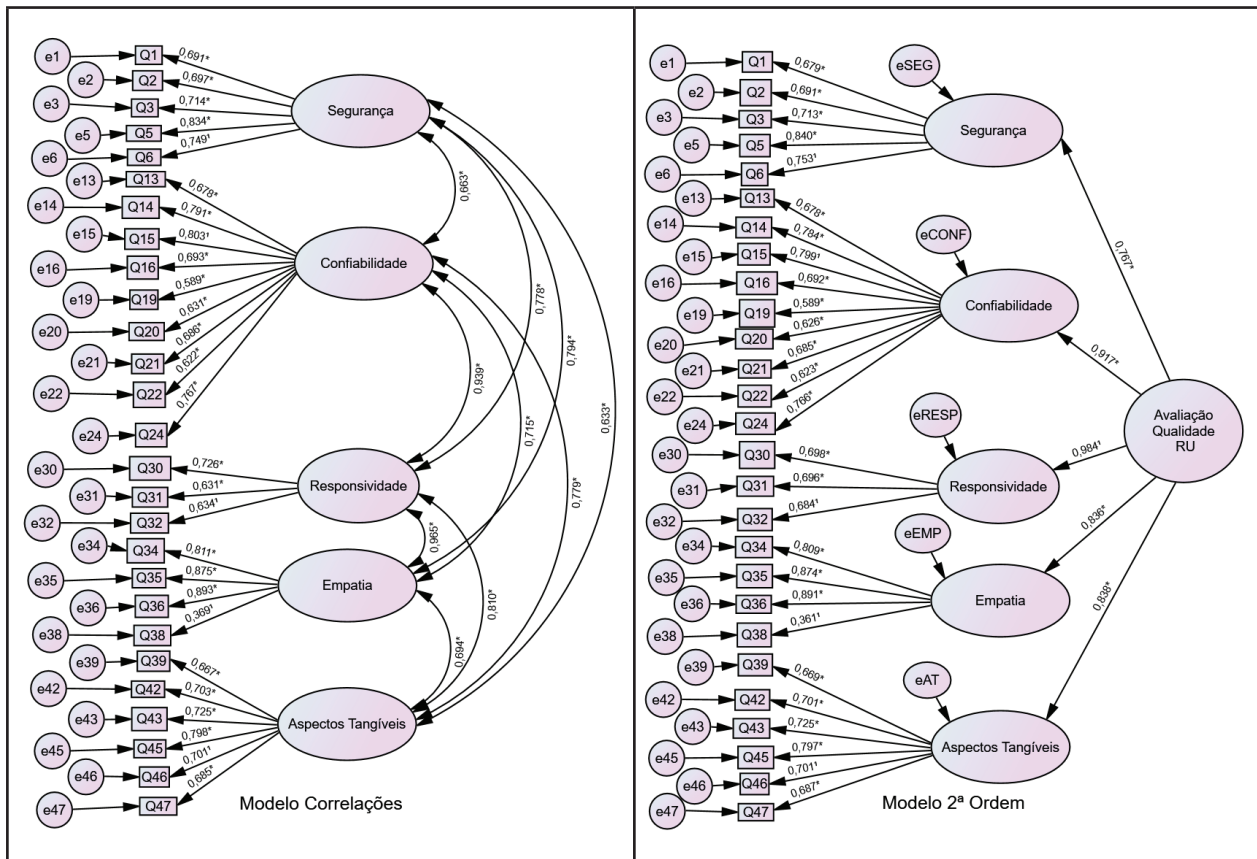 e1
Q1
0,691*
e2
Q2
0,697*
e3
Q3
0,714*
e5
Q5
0,834*
e6
Q6
0,749¹
Segurança
e13
Q13
0,678*
e14
Q14
0,791*
e15
Q15
0,803¹
e16
Q16
0,693*
e19
Q19
0,589*
e20
Q20
0,631*
e21
Q21
0,686*
e22
Q22
0,622*
e24
Q24
0,767*
Confiabilidade
e30
Q30
0,726*
e31
Q31
0,631*
e32
Q32
0,634¹
Responsividade
e34
Q34
0,811*
e35
Q35
0,875*
e36
Q36
0,893*
e38
Q38
0,369¹
Empatia
e39
Q39
0,667*
e42
Q42
0,703*
e43
Q43
0,725*
e45
Q45
0,798*
e46
Q46
0,701¹
e47
Q47
0,685*
Aspectos Tangíveis
0,663*
0,778*
0,794*
0,633*
0,939*
0,715*
0,779*
0,965*
0,810*
0,694*
Modelo Correlações
e1
Q1
0,679*
e2
Q2
0,691*
e3
Q3
0,713*
e5
Q5
0,840*
e6
Q6
0,753¹
eSEG
Segurança
e13
Q13
0,678*
e14
Q14
0,784*
e15
Q15
0,799¹
e16
Q16
0,692*
e19
Q19
0,589*
e20
Q20
0,626*
e21
Q21
0,685*
e22
Q22
0,623*
e24
Q24
0,766*
eCONF
Confiabilidade
e30
Q30
0,698*
e31
Q31
0,696*
e32
Q32
0,684¹
eRESP
Responsividade
e34
Q34
0,809*
e35
Q35
0,874*
e36
Q36
0,891*
e38
Q38
0,361¹
eEMP
Empatia
e39
Q39
0,669*
e42
Q42
0,701*
e43
Q43
0,725*
e45
Q45
0,797*
e46
Q46
0,701¹
e47
Q47
0,687*
eAT
Aspectos Tangíveis
0,767*
0,917*
0,984¹
0,836*
0,838*
Avaliação
Qualidade
RU
Modelo 2ª Ordem